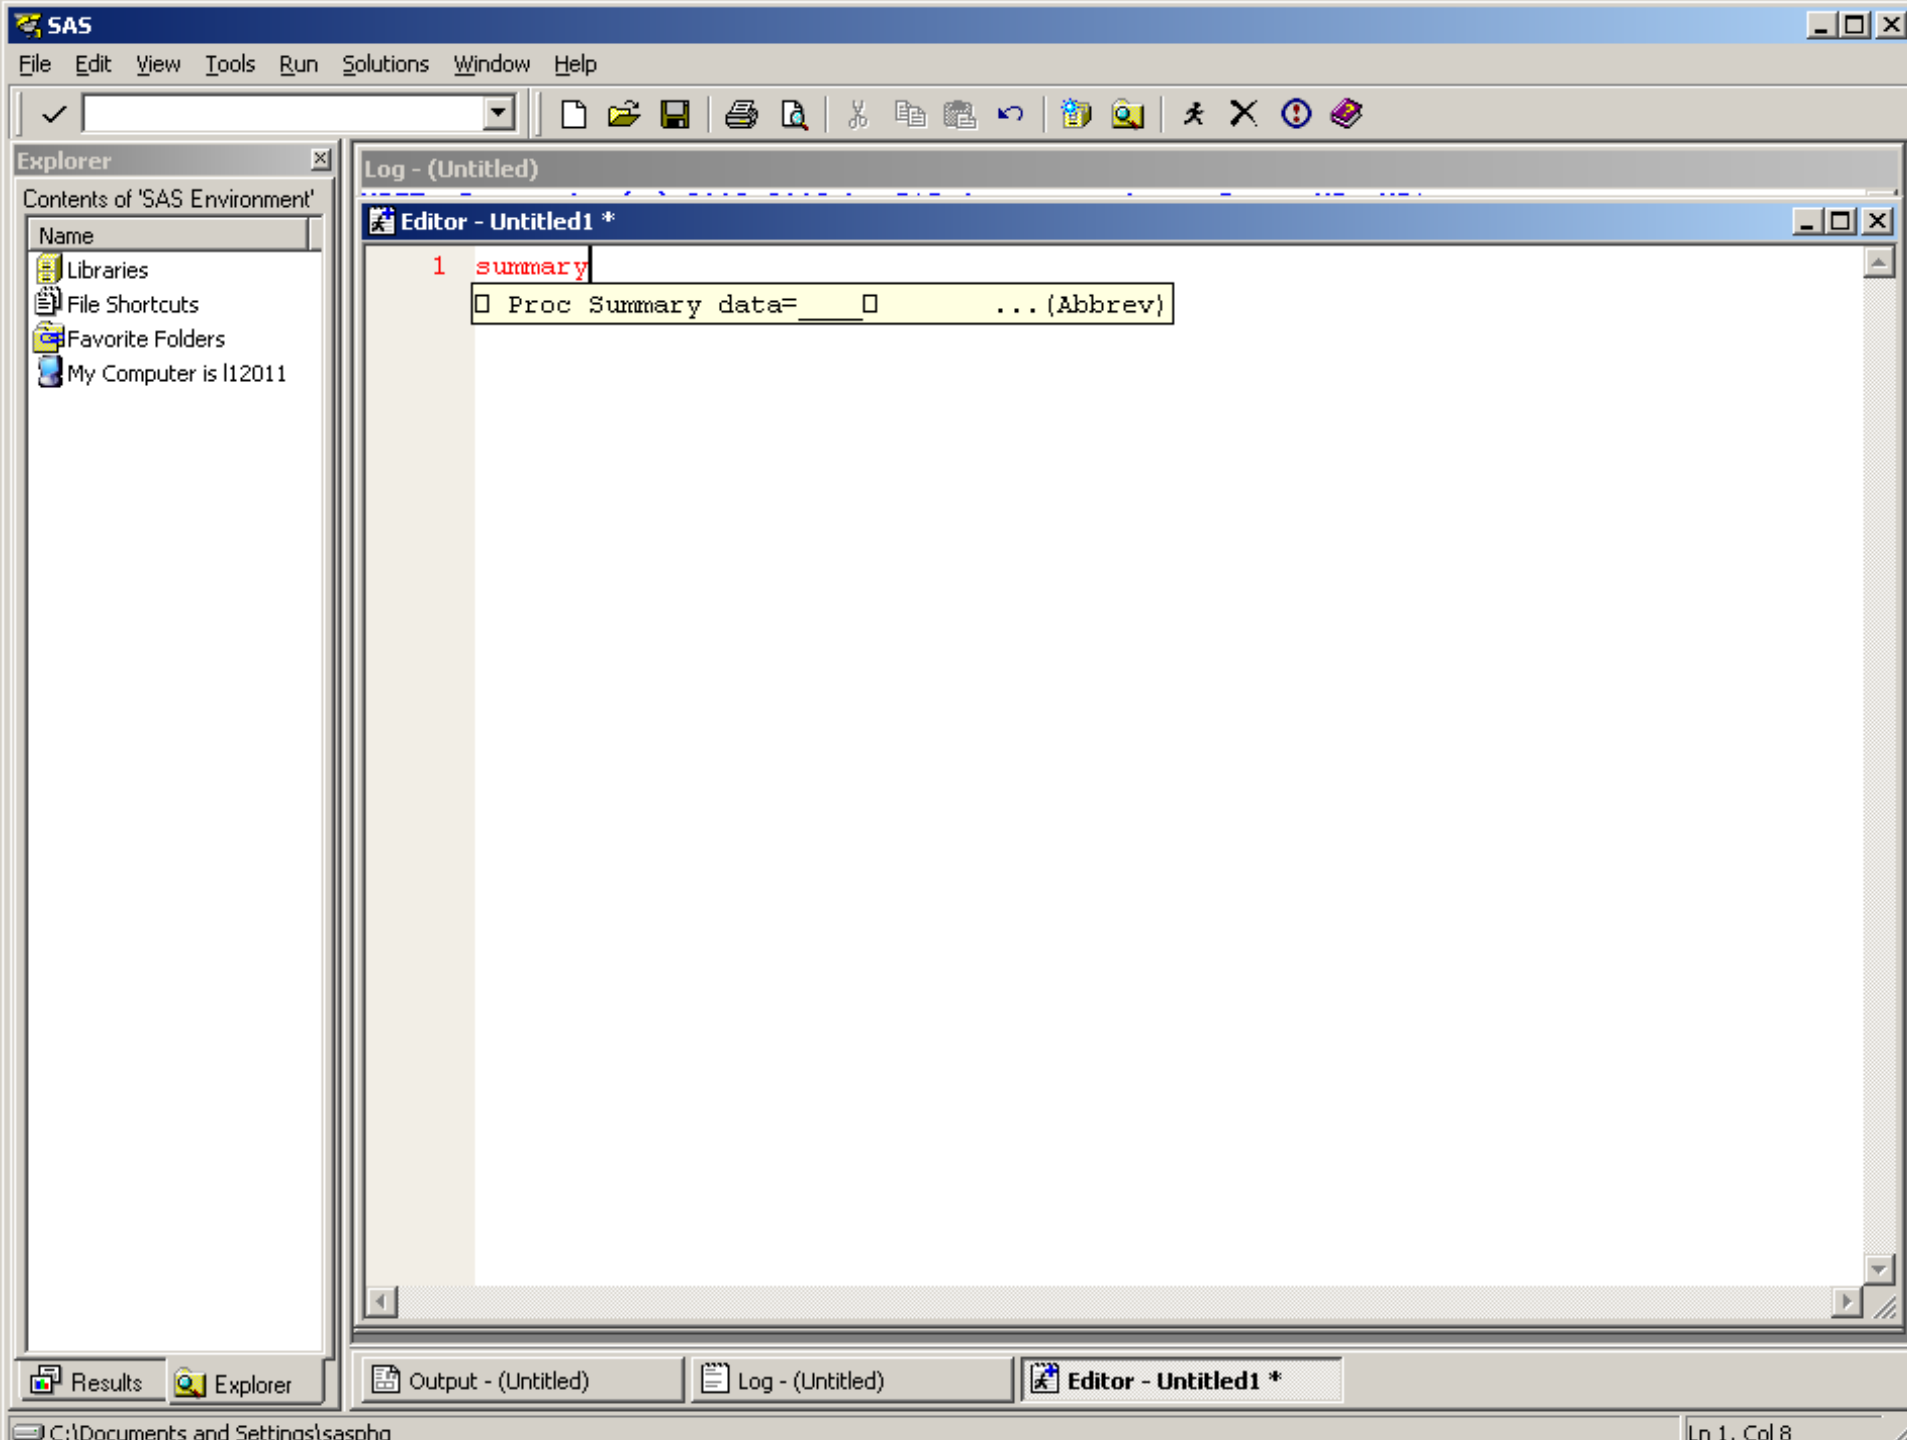 SAS
File Edit View Tools Run Solutions Window Help
Explorer
Contents of 'SAS Environment'
Name
Libraries
File Shortcuts
Favorite Folders
My Computer is l12011
Log - (Untitled)
Editor - Untitled1 *
1 summary
Proc Summary data=____ ...(Abbrev)
Results Explorer
Output - (Untitled) Log - (Untitled) Editor - Untitled1 *
C:\Documents and Settings\sasphg Ln 1, Col 8